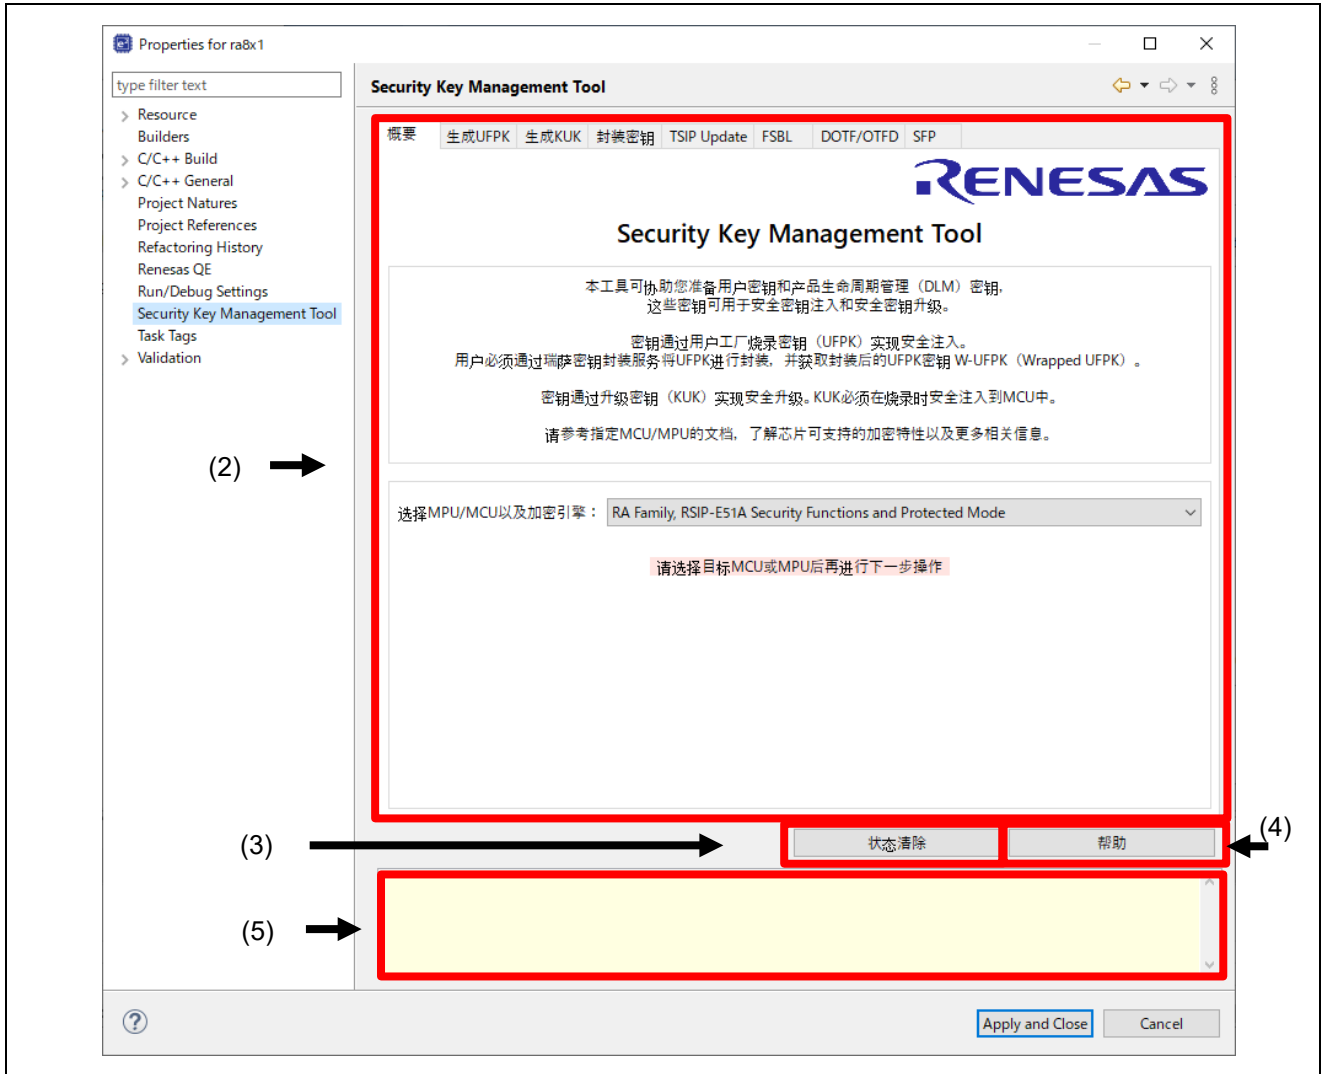 Properties for ra8x1
type filter text
Security Key Management Tool
Resource
Builders
C/C++ Build
C/C++ General
Project Natures
Project References
Refactoring History
Renesas QE
Run/Debug Settings
Security Key Management Tool
Task Tags
Validation
概要 生成UFPK 生成KUK 封装密钥 TSIP Update FSBL DOTF/OTFD SFP
RENESAS
Security Key Management Tool
本工具可协助您准备用户密钥和产品生命周期管理（DLM）密钥,
这些密钥可用于安全密钥注入和安全密钥升级。
密钥通过用户工厂烧录密钥（UFPK）实现安全注入。
用户必须通过瑞萨密钥封装服务将UFPK进行封装，并获取封装后的UFPK密钥 W-UFPK（Wrapped UFPK）。
密钥通过升级密钥（KUK）实现安全升级。KUK必须在烧录时安全注入到MCU中。
请参考指定MCU/MPU的文档，了解芯片可支持的加密特性以及更多相关信息。
(2)
选择MPU/MCU以及加密引擎： RA Family, RSIP-E51A Security Functions and Protected Mode
请选择目标MCU或MPU后再进行下一步操作
(3)
状态清除 帮助
(4)
(5)
Apply and Close Cancel